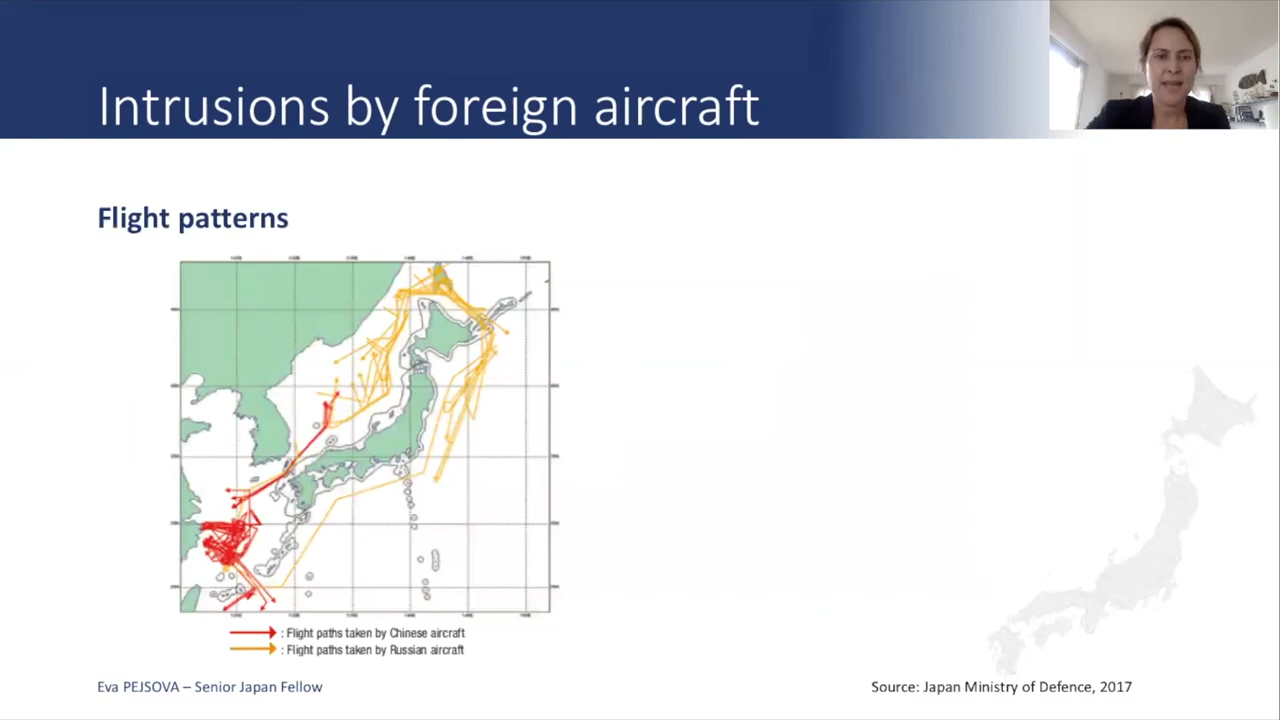 Intrusions by foreign aircraft
Flight patterns
: Flight paths taken by Chinese aircraft
: Flight paths taken by Russian aircraft
Eva PEJSOVA – Senior Japan Fellow
Source: Japan Ministry of Defence, 2017